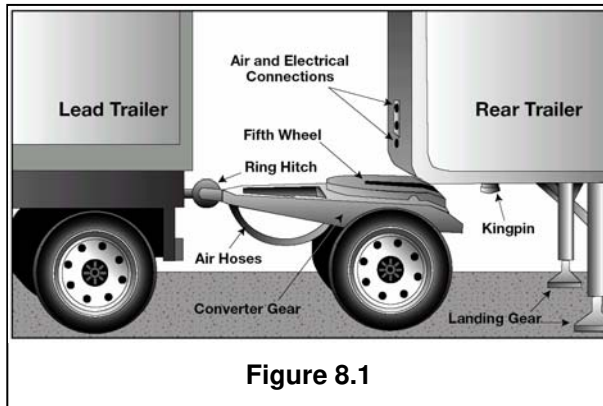 Air and Electrical
Connections
Lead Trailer
Rear Trailer
Fifth Wheel
Ring Hitch
Kingpin
Air Hoses
Converter Gear
Landing Gear
Figure 8.1